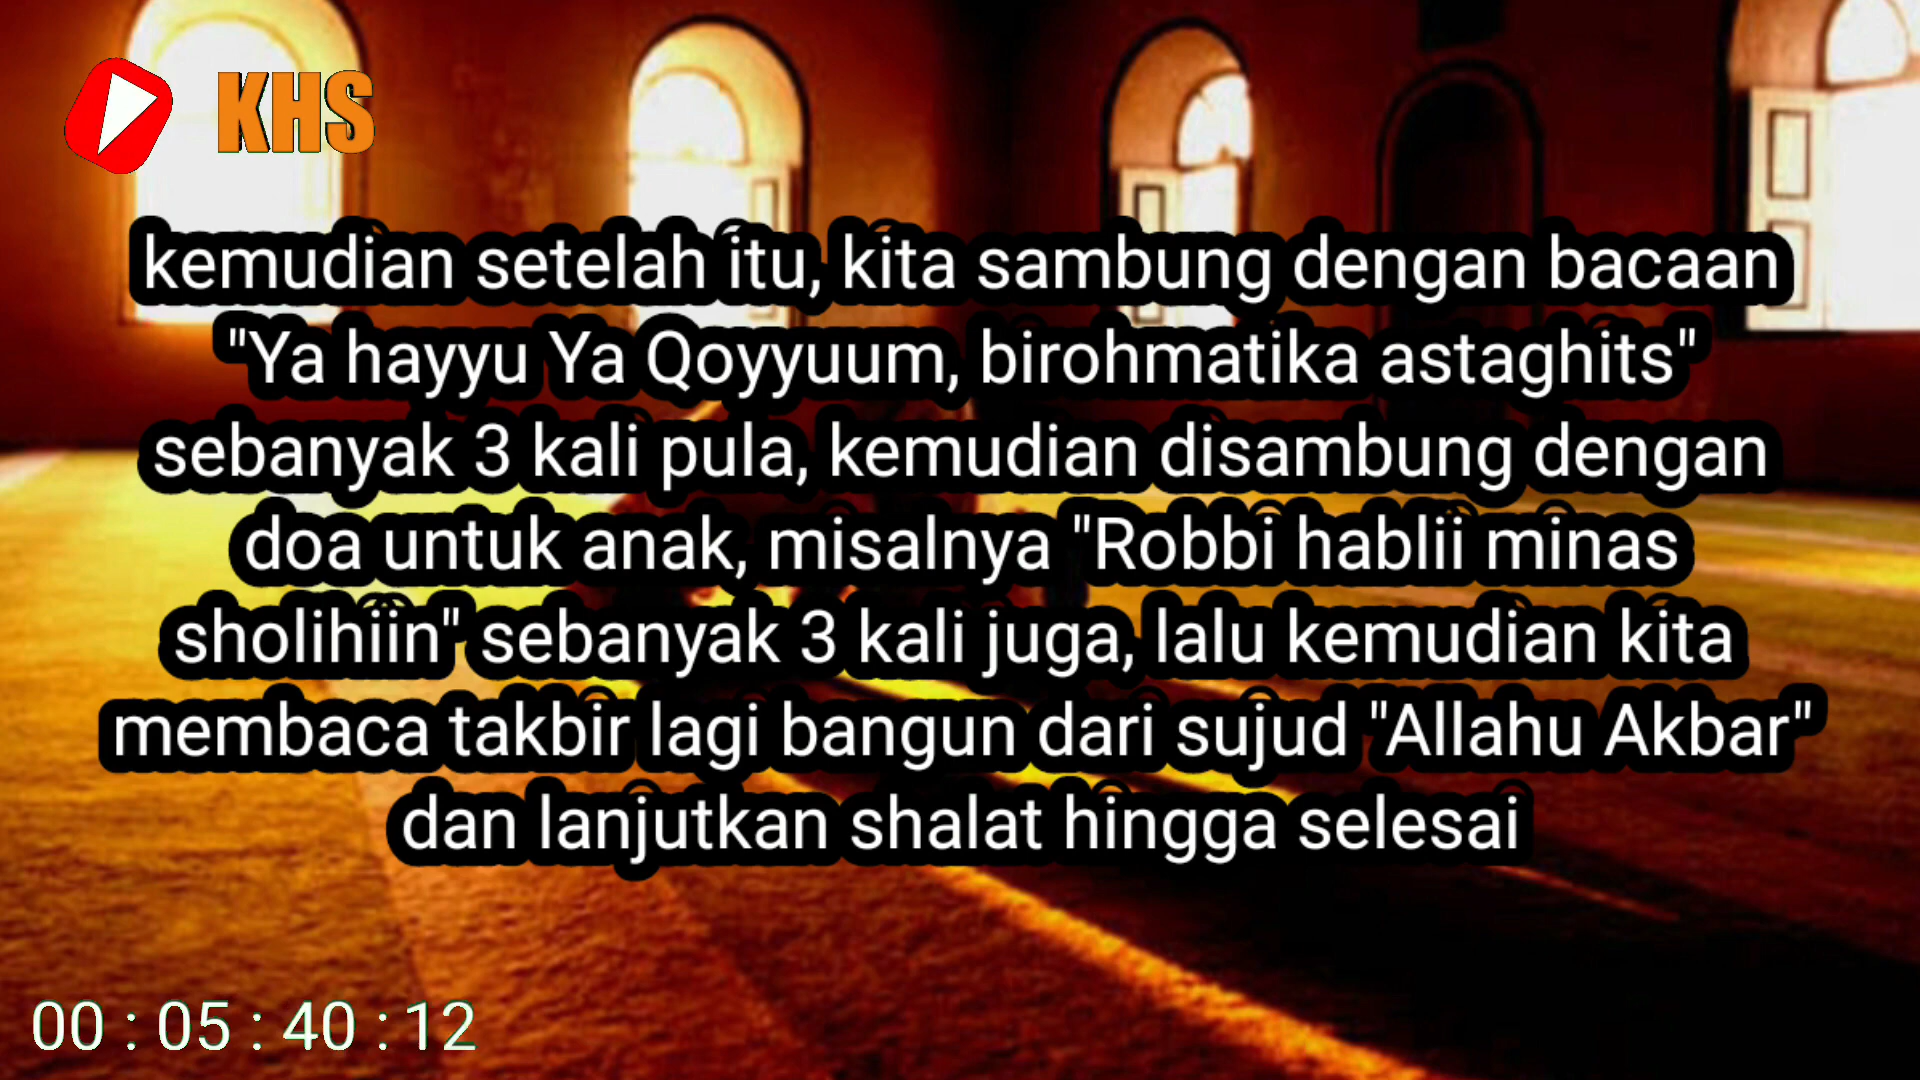 KHS
kemudian setelah itu, kita sambung dengan bacaan
"Ya hayyu Ya Qoyyuum, birohmatika astaghits"
sebanyak 3 kali pula, kemudian disambung dengan
doa untuk anak, misalnya "Robbi hablii minas
sholihiin" sebanyak 3 kali juga, lalu kemudian kita
membaca takbir lagi bangun dari sujud "Allahu Akbar"
dan lanjutkan shalat hingga selesai
00 : 05 : 40 : 12